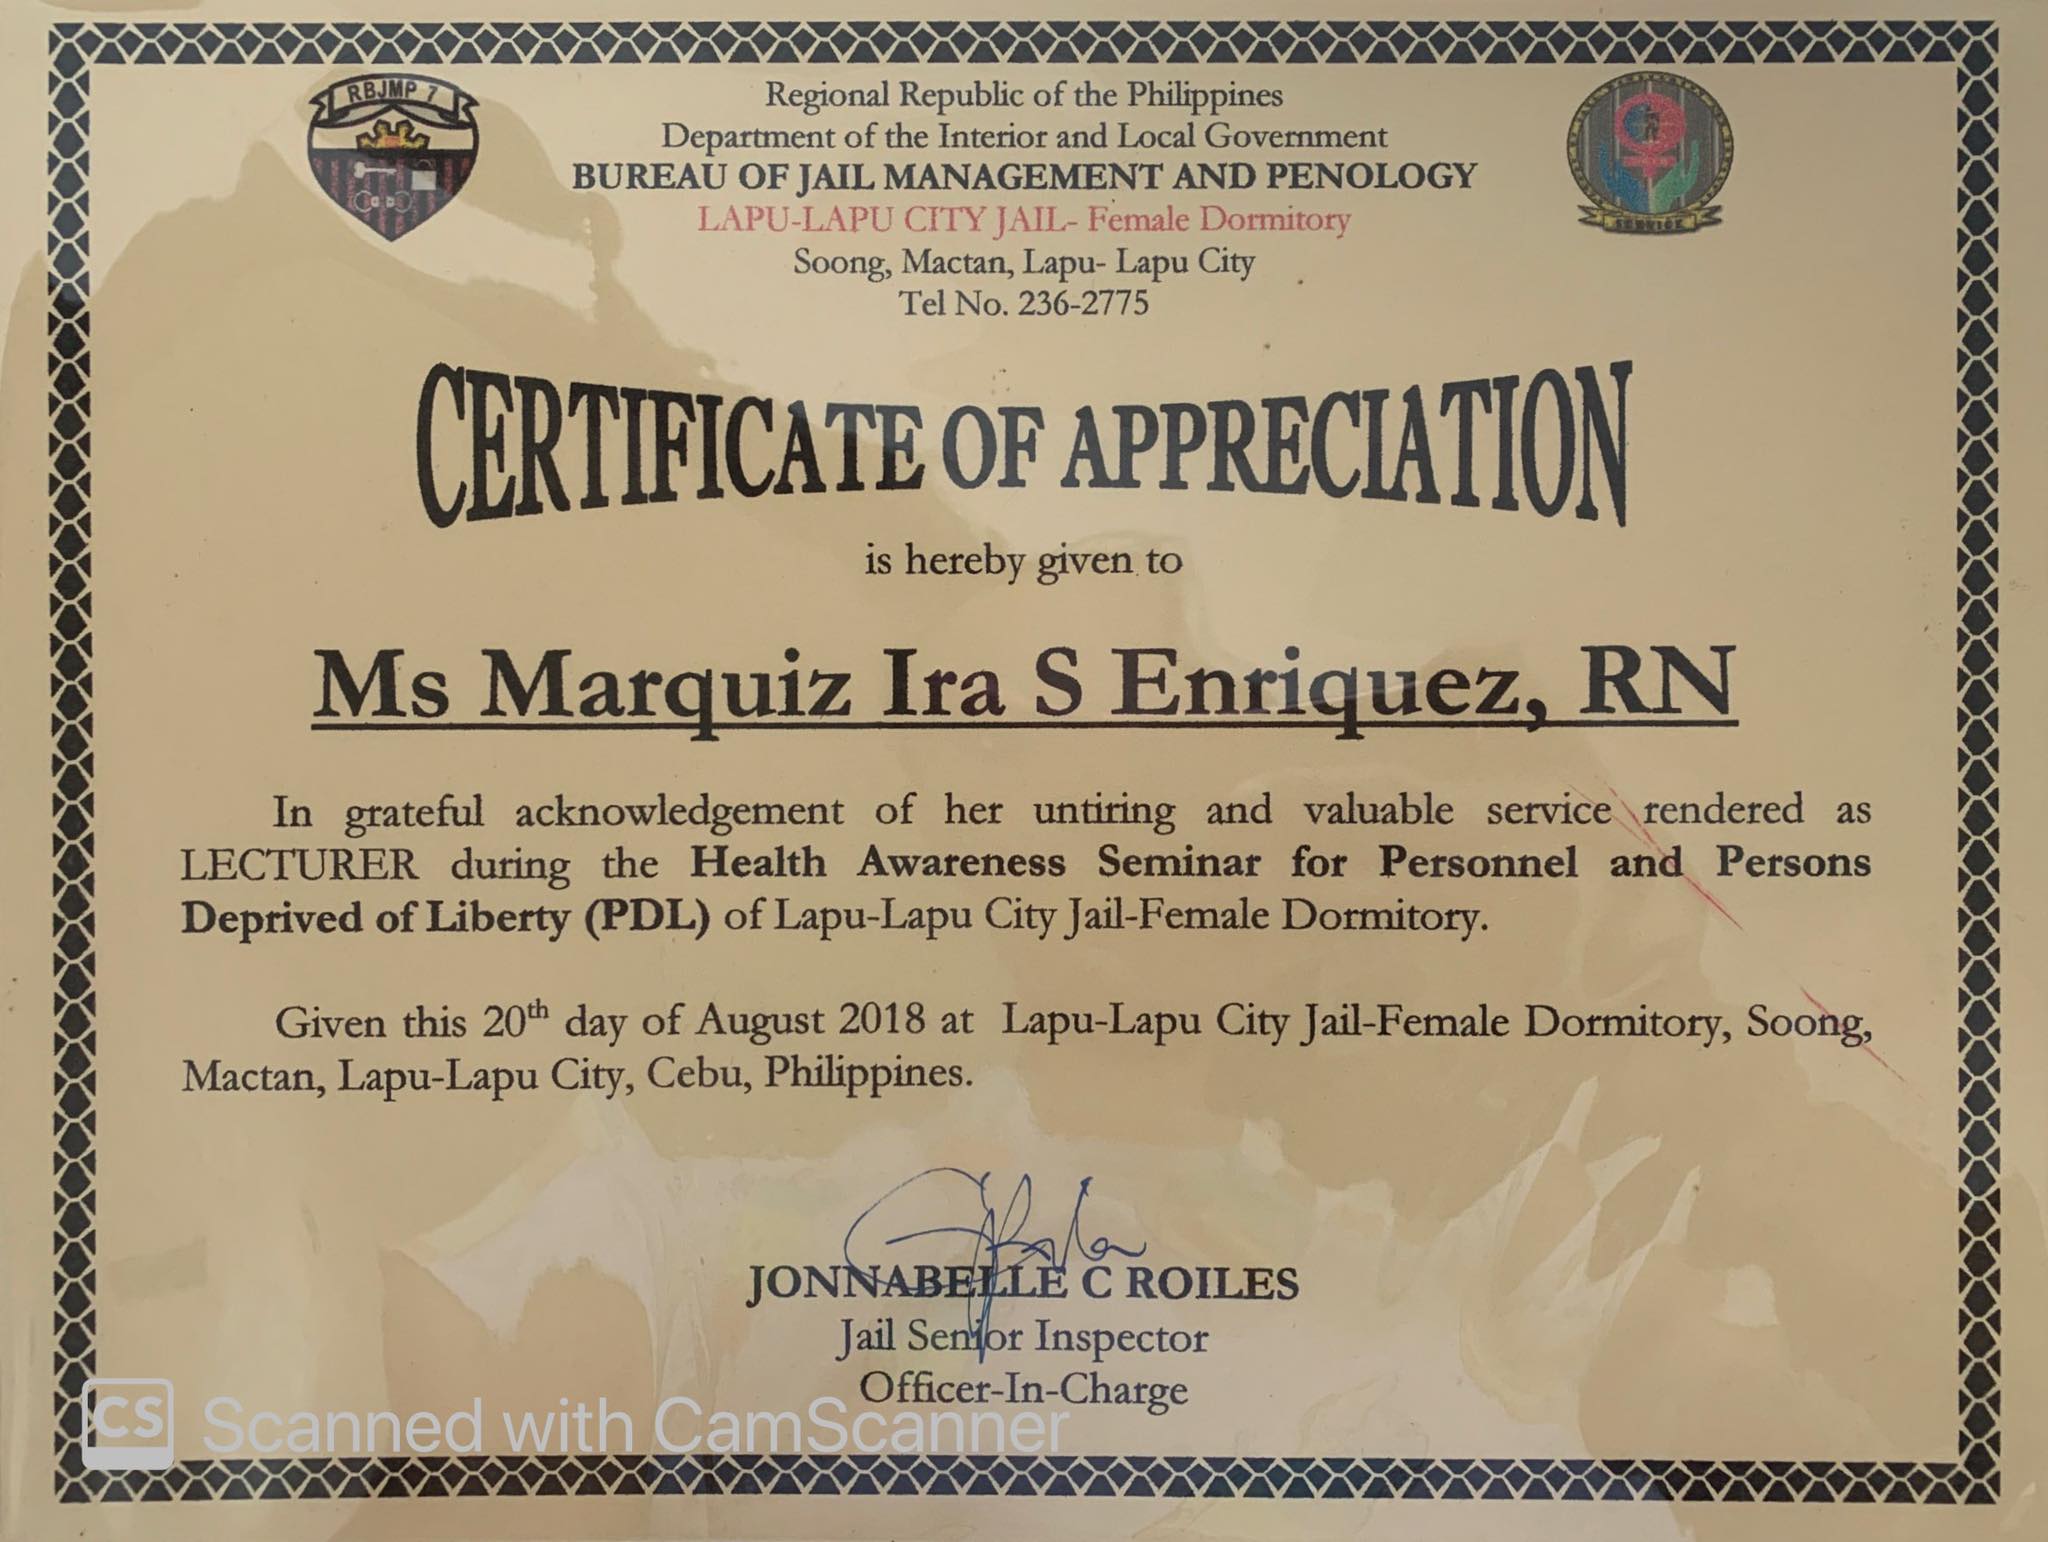 RBJMP 7
Regional Republic of the Philippines
Department of the Interior and Local Government
BUREAU OF JAIL MANAGEMENT AND PENOLOGY
LAPU-LAPU CITY JAIL- Female Dormitory
Soong, Mactan, Lapu- Lapu City
Tel No. 236-2775
SERVICE
CERTIFICATE OF APPRECIATION
is hereby given to
Ms Marquiz Ira S Enriquez, RN
In grateful acknowledgement of her untiring and valuable service rendered as
LECTURER during the Health Awareness Seminar for Personnel and Persons
Deprived of Liberty (PDL) of Lapu-Lapu City Jail-Female Dormitory.
Given this 20th day of August 2018 at Lapu-Lapu City Jail-Female Dormitory, Soong,
Mactan, Lapu-Lapu City, Cebu, Philippines.
JONNABELLE C ROILES
Jail Senior Inspector
Officer-In-Charge
CS Scanned with CamScanner